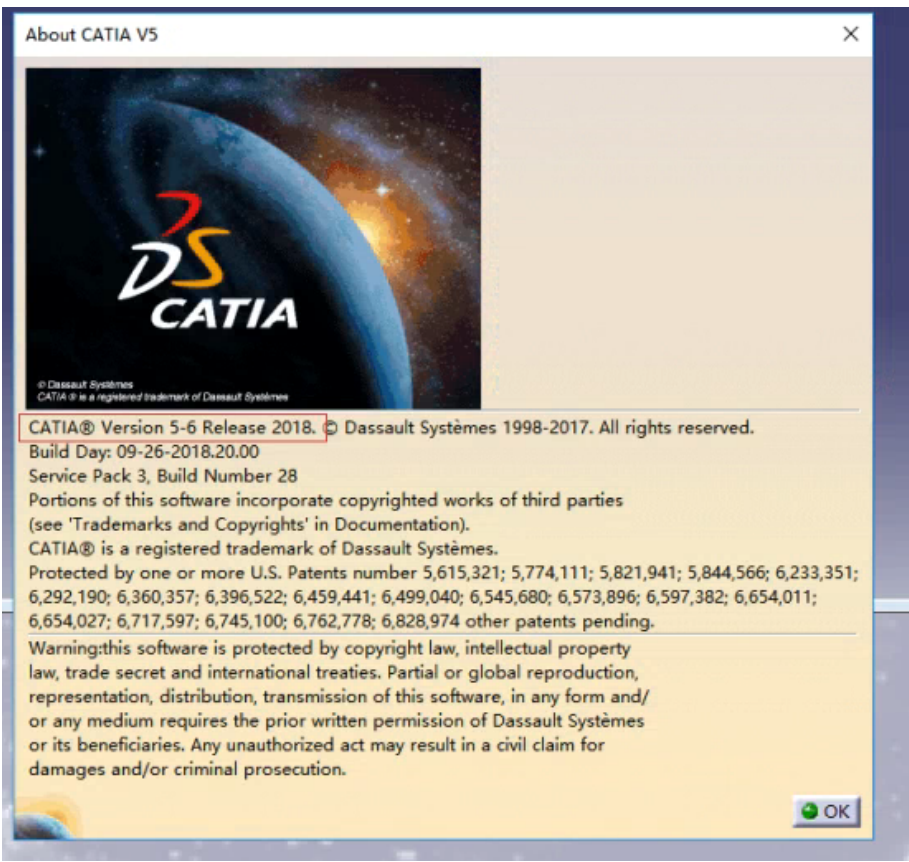 About CATIA V5
DS
CATIA
© Dassault Systèmes
CATIA ® is a registered trademark of Dassault Systèmes
CATIA® Version 5-6 Release 2018. © Dassault Systèmes 1998-2017. All rights reserved.
Build Day: 09-26-2018.20.00
Service Pack 3, Build Number 28
Portions of this software incorporate copyrighted works of third parties
(see 'Trademarks and Copyrights' in Documentation).
CATIA® is a registered trademark of Dassault Systèmes.
Protected by one or more U.S. Patents number 5,615,321; 5,774,111; 5,821,941; 5,844,566; 6,233,351;
6,292,190; 6,360,357; 6,396,522; 6,459,441; 6,499,040; 6,545,680; 6,573,896; 6,597,382; 6,654,011;
6,654,027; 6,717,597; 6,745,100; 6,762,778; 6,828,974 other patents pending.
Warning:this software is protected by copyright law, intellectual property
law, trade secret and international treaties. Partial or global reproduction,
representation, distribution, transmission of this software, in any form and/
or any medium requires the prior written permission of Dassault Systèmes
or its beneficiaries. Any unauthorized act may result in a civil claim for
damages and/or criminal prosecution.
OK